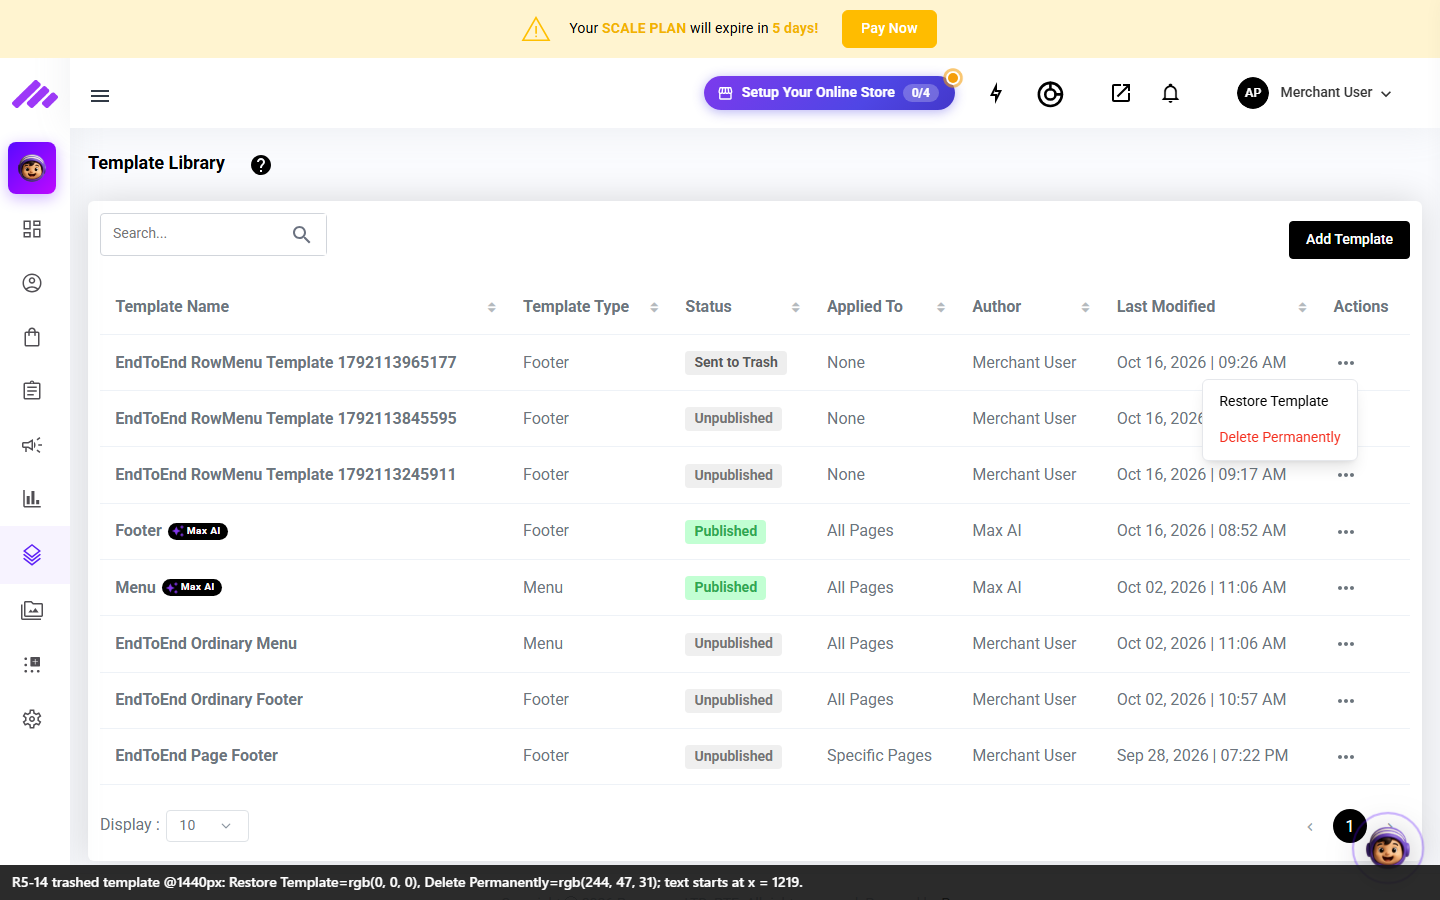 Your SCALE PLAN will expire in 5 days!
Pay Now
Setup Your Online Store 0/4
AP Merchant User
Template Library ?
Search...
Add Template
Template Name Template Type Status Applied To Author Last Modified Actions
EndToEnd RowMenu Template 1792113965177 Footer Sent to Trash None Merchant User Oct 16, 2026 | 09:26 AM
Restore Template
EndToEnd RowMenu Template 1792113845595 Footer Unpublished None Merchant User Oct 16, 2026
Delete Permanently
EndToEnd RowMenu Template 1792113245911 Footer Unpublished None Merchant User Oct 16, 2026 | 09:17 AM
Footer Max AI Footer Published All Pages Max AI Oct 16, 2026 | 08:52 AM
Menu Max AI Menu Published All Pages Max AI Oct 02, 2026 | 11:06 AM
EndToEnd Ordinary Menu Menu Unpublished All Pages Merchant User Oct 02, 2026 | 11:06 AM
EndToEnd Ordinary Footer Footer Unpublished All Pages Merchant User Oct 02, 2026 | 10:57 AM
EndToEnd Page Footer Footer Unpublished Specific Pages Merchant User Sep 28, 2026 | 07:22 PM
Display : 10
1
R5-14 trashed template @1440px: Restore Template=rgb(0, 0, 0), Delete Permanently=rgb(244, 47, 31); text starts at x = 1219.